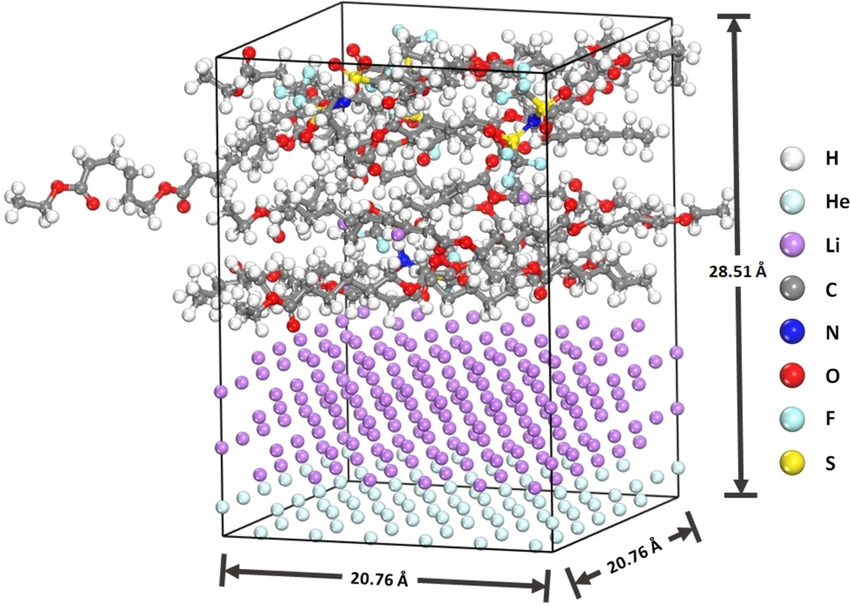 H
He
Li
C
N
O
F
S
28.51 Å
20.76 Å
20.76 Å